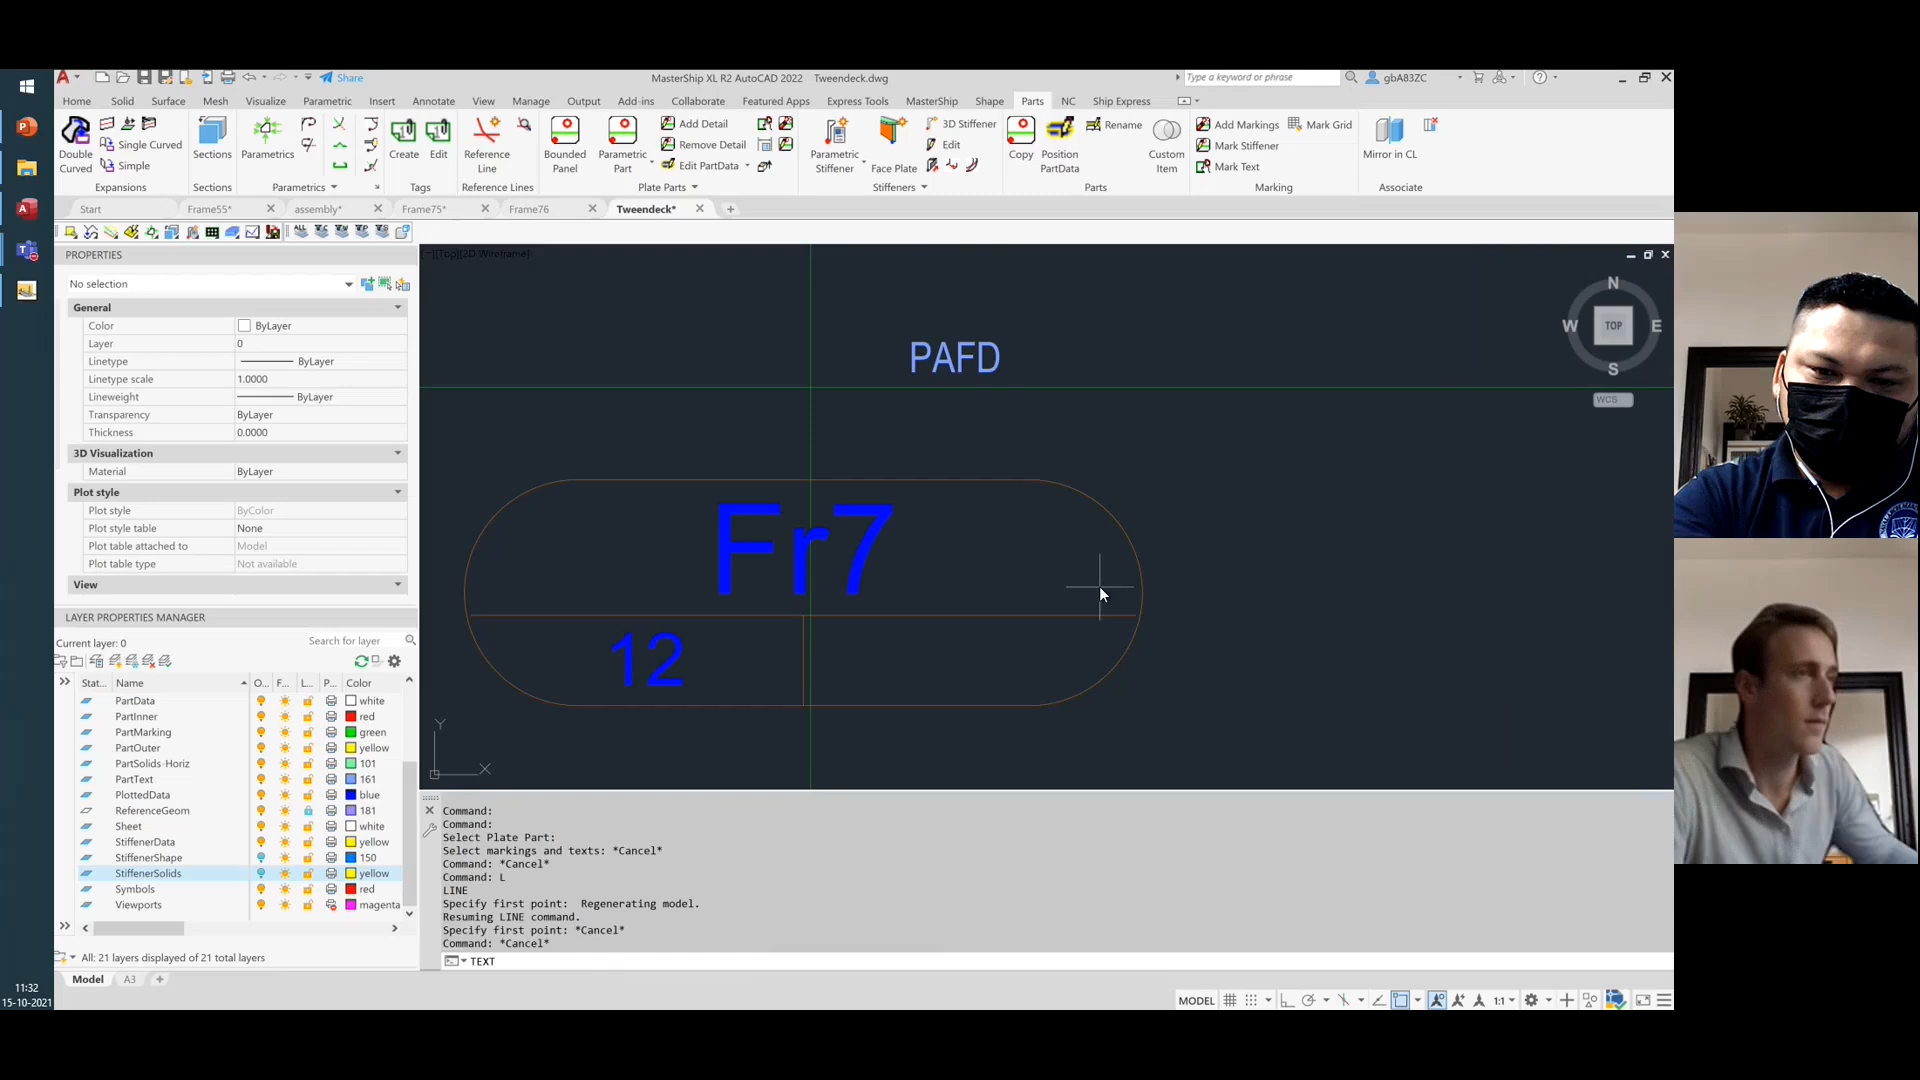 MasterShip XL R2 AutoCAD 2022 Tweendeck.dwg
Share
Type a keyword or phrase
gbA83ZC
Home Solid Surface Mesh Visualize Parametric Insert Annotate View Manage Output Add-ins Collaborate Featured Apps Express Tools MasterShip Shape Parts NC Ship Express
Double Curved
Single Curved
Simple
Sections
Parametrics
Create
Edit
Reference Line
Bounded Panel
Parametric Part
Add Detail
Remove Detail
Edit PartData
Parametric Stiffener
Face Plate
3D Stiffener
Edit
Copy
Position PartData
Rename
Custom Item
Add Markings
Mark Grid
Mark Stiffener
Mark Text
Mirror in CL
Expansions Sections Parametrics Tags Reference Lines Plate Parts Stiffeners Parts Marking Associate
Start Frame55* assembly* Frame75* Frame76 Tweendeck*
PROPERTIES
No selection
General
Color ByLayer
Layer 0
Linetype ByLayer
Linetype scale 1.0000
Lineweight ByLayer
Transparency ByLayer
Thickness 0.0000
3D Visualization
Material ByLayer
Plot style
Plot style ByColor
Plot style table None
Plot table attached to Model
Plot table type Not available
View
LAYER PROPERTIES MANAGER
Current layer: 0
Search for layer
Stat... Name O... F... L... P... Color
PartData white
PartInner red
PartMarking green
PartOuter yellow
PartSolids-Horiz 101
PartText 161
PlottedData blue
ReferenceGeom 181
Sheet white
StiffenerData yellow
StiffenerShape 150
StiffenerSolids yellow
Symbols red
Viewports magenta
All: 21 layers displayed of 21 total layers
Model A3
[−][Top][2D Wireframe]
PAFD
Fr7
12
Y
X
N
W TOP E
S
WCS
Command:
Command:
Select Plate Part:
Select markings and texts: *Cancel*
Command: *Cancel*
Command: L
LINE
Specify first point: Regenerating model.
Resuming LINE command.
Specify first point: *Cancel*
Command: *Cancel*
TEXT
MODEL
1:1
11:32
15-10-2021